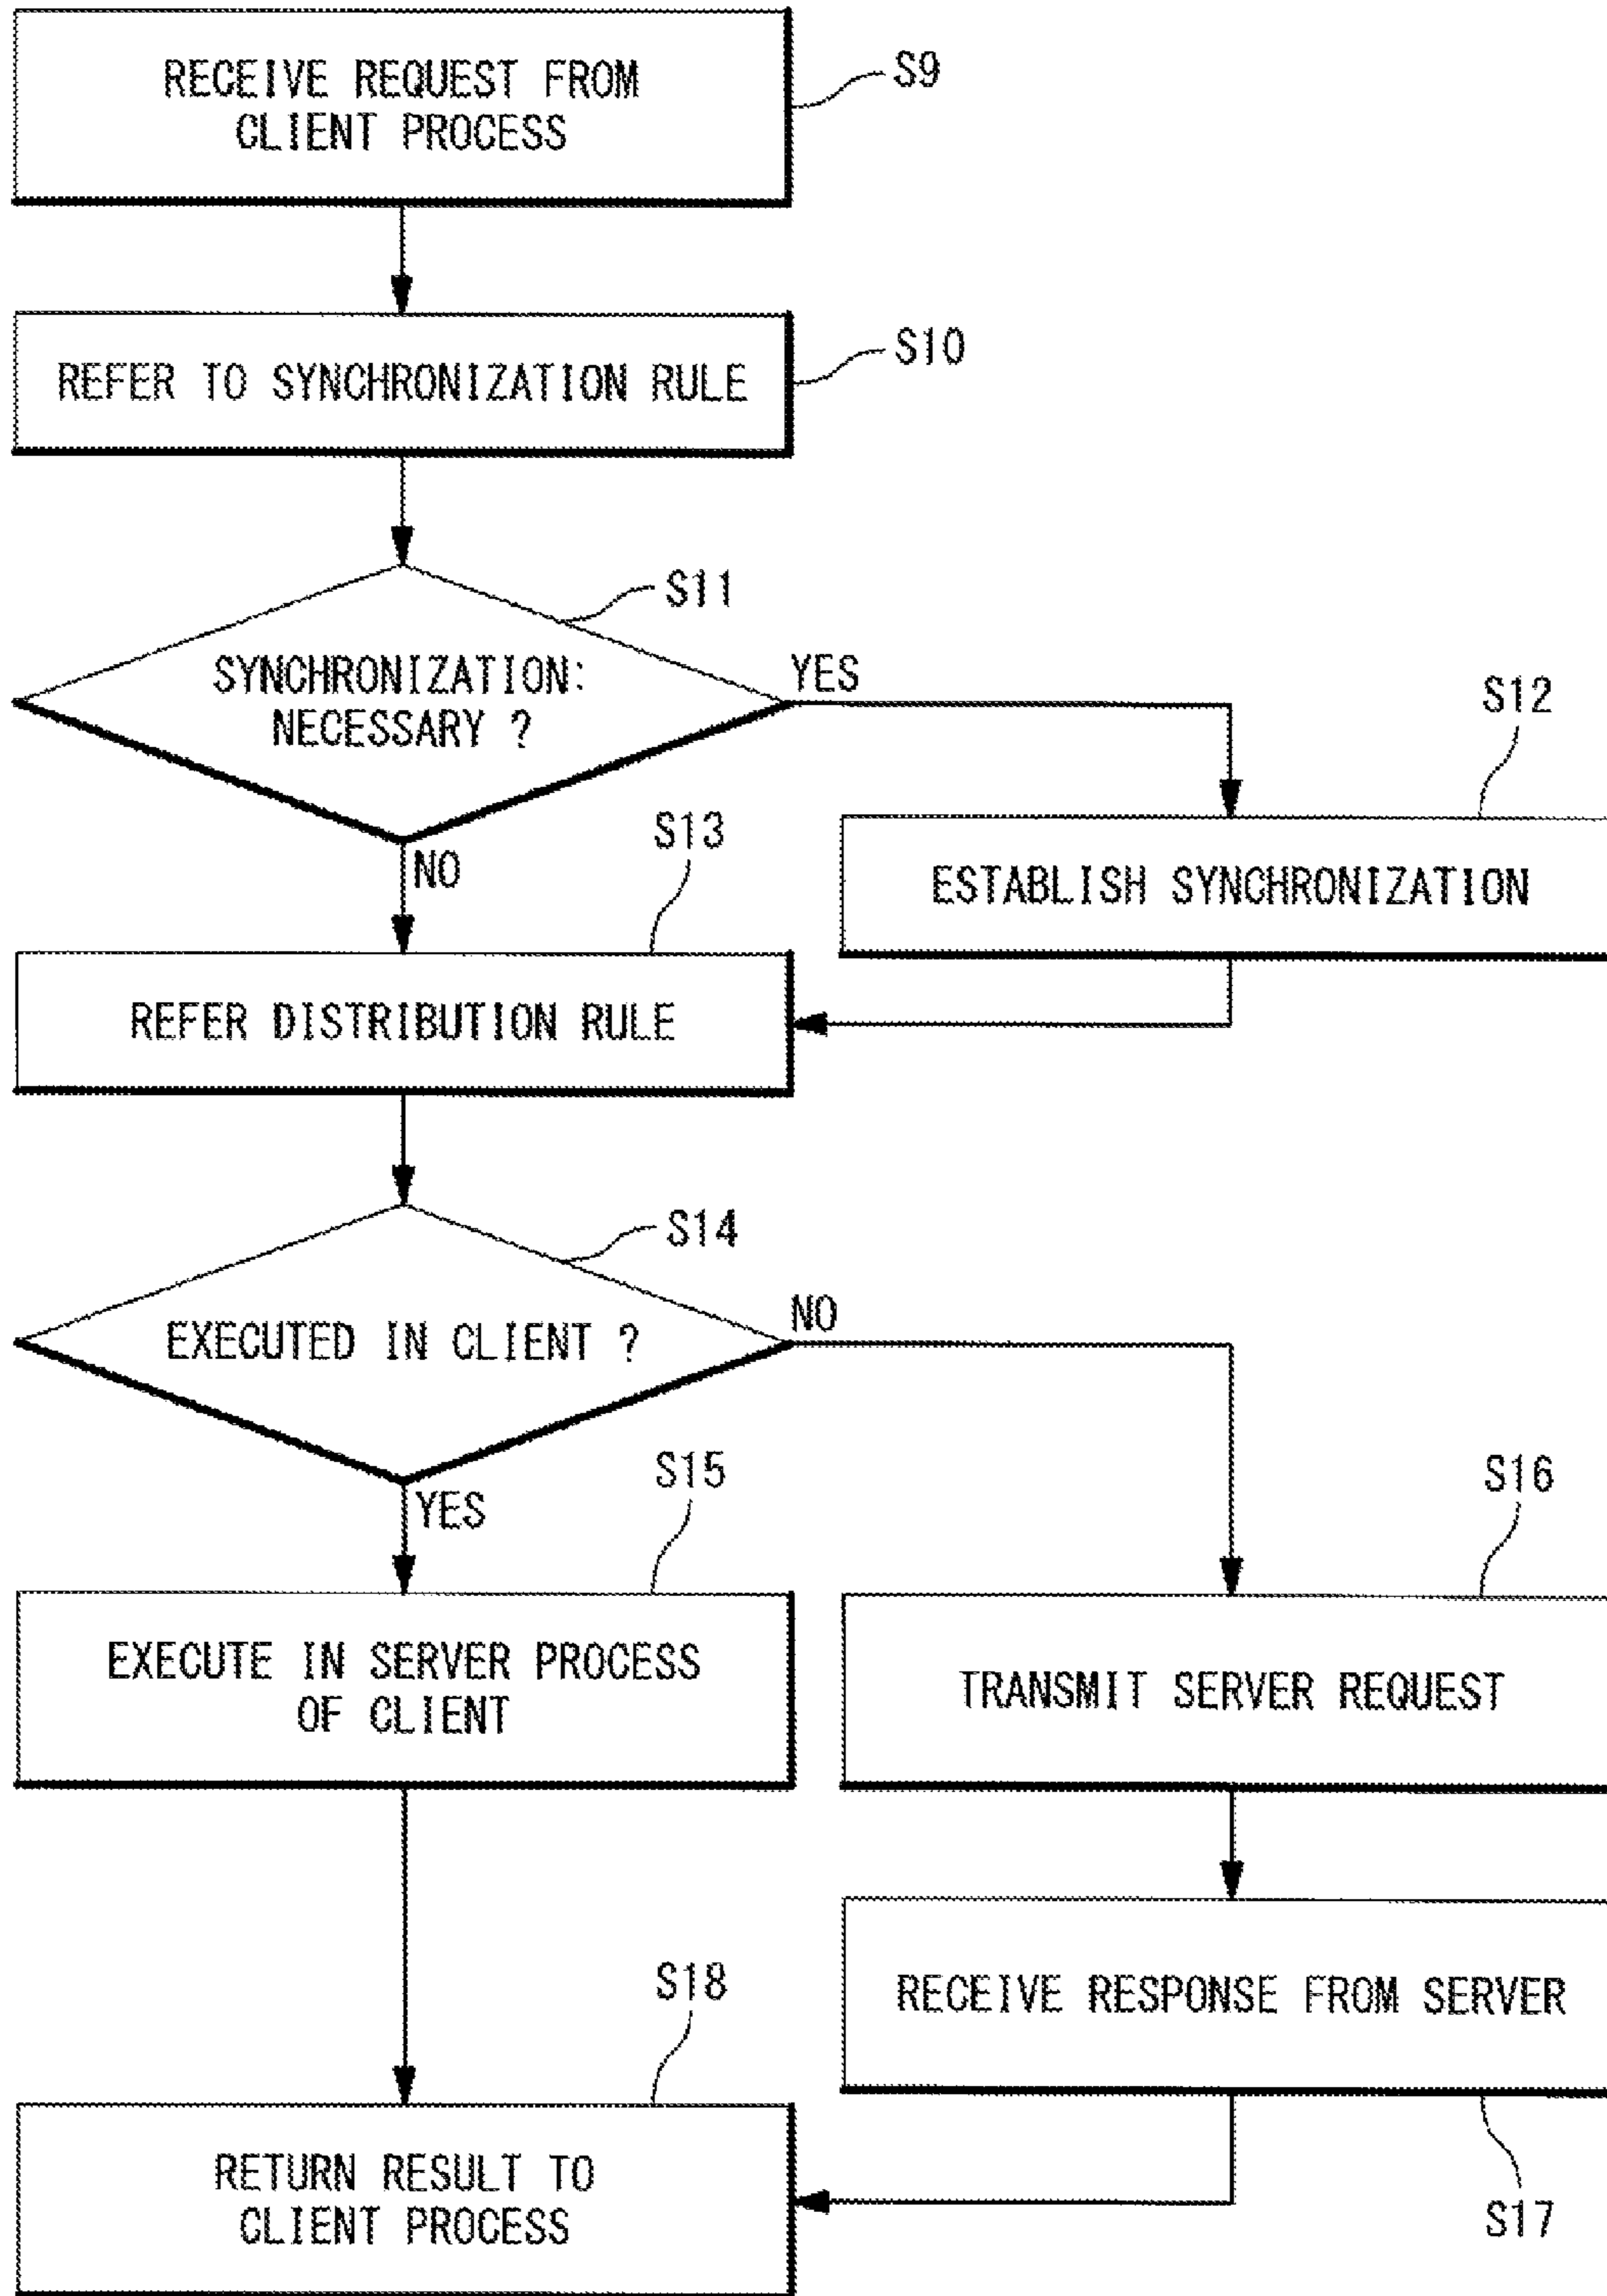 RECEIVE REQUEST FROM
CLIENT PROCESS
S9
REFER TO SYNCHRONIZATION RULE
S10
S11
SYNCHRONIZATION:
NECESSARY ?
YES
NO
S12
ESTABLISH SYNCHRONIZATION
S13
REFER DISTRIBUTION RULE
S14
EXECUTED IN CLIENT ?
NO
YES
S15
EXECUTE IN SERVER PROCESS
OF CLIENT
S16
TRANSMIT SERVER REQUEST
RECEIVE RESPONSE FROM SERVER
S17
S18
RETURN RESULT TO
CLIENT PROCESS